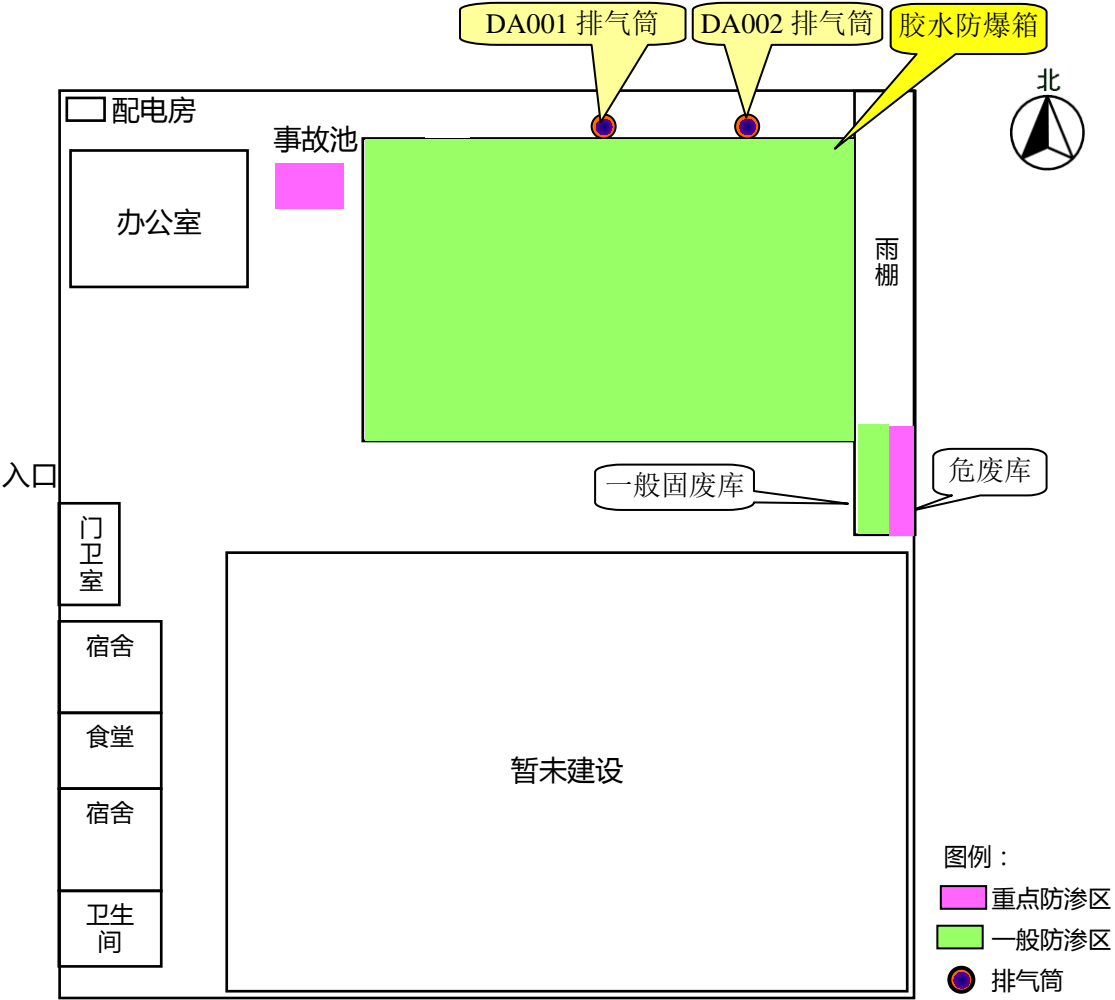 DA001 排气筒
DA002 排气筒
胶水防爆箱
北
配电房
事故池
办公室
雨
棚
入口
一般固废库
危废库
门
卫
室
宿舍
食堂
宿舍
卫生
间
暂未建设
图例：
重点防渗区
一般防渗区
排气筒